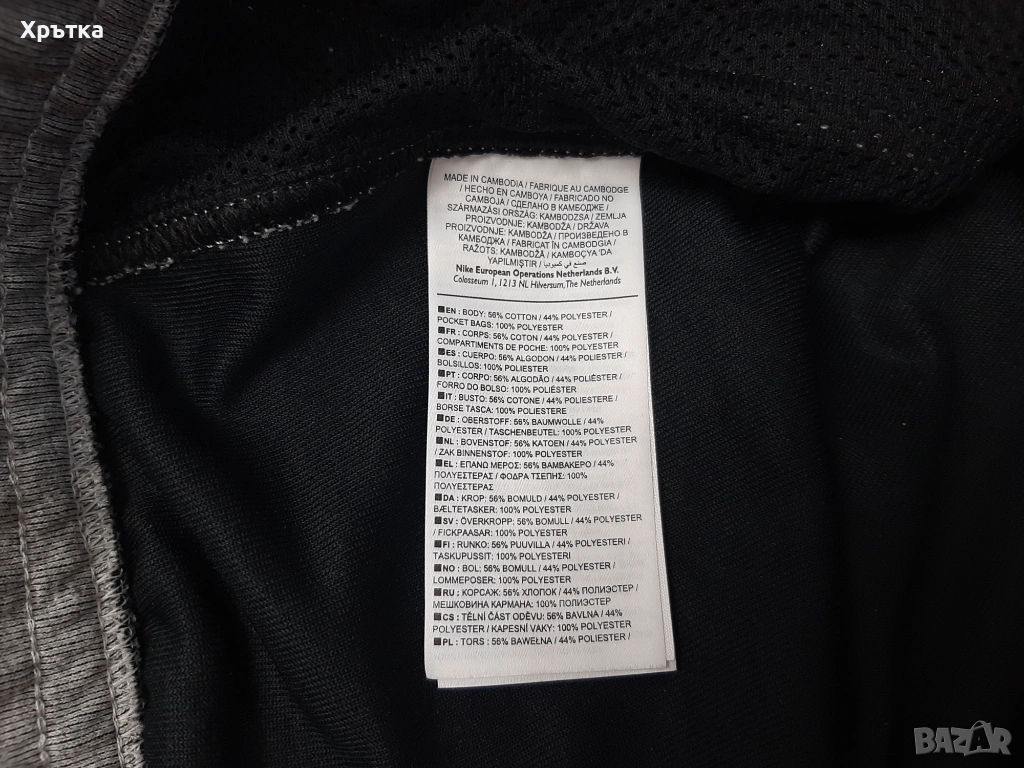 Хрътка
MADE IN CAMBODIA / FABRIQUE AU CAMBODGE
/ HECHO EN CAMBOYA / FABRICADO NO
CAMBOJA / СДЕЛАНО В КАМБОДЖЕ /
SZÁRMAZÁSI ORSZÁG: KAMBODZSA / ZEMLJA
PROIZVODNJE: KAMBODŽA / DRŽAVA
PROIZVODNJE: KAMBODŽA / ПРОИЗВЕДЕНО В
КАМБОДЖА / FABRICAT ÎN CAMBODGIA /
RAŽOTS: KAMBODŽĀ / KAMBOÇYA 'DA
YAPILMIŞTIR / صنع في كمبوديا
Nike European Operations Netherlands B.V.
Colosseum 1, 1213 NL Hilversum, The Netherlands
EN : BODY: 56% COTTON / 44% POLYESTER /
POCKET BAGS: 100% POLYESTER
FR : CORPS: 56% COTON / 44% POLYESTER /
COMPARTIMENTS DE POCHE: 100% POLYESTER
ES : CUERPO: 56% ALGODON / 44% POLIESTER /
BOLSILLOS: 100% POLIESTER
PT : CORPO: 56% ALGODÃO / 44% POLIÉSTER /
FORRO DO BOLSO: 100% POLIÉSTER
IT : BUSTO: 56% COTONE / 44% POLIESTERE /
BORSE TASCA: 100% POLIESTERE
DE : OBERSTOFF: 56% BAUMWOLLE / 44%
POLYESTER / TASCHENBEUTEL: 100% POLYESTER
NL : BOVENSTOF: 56% KATOEN / 44% POLYESTER
/ ZAK BINNENSTOF: 100% POLYESTER
EL : ΕΠΑΝΩ ΜΕΡΟΣ: 56% ΒΑΜΒΑΚΕΡΟ / 44%
ΠΟΛΥΕΣΤΕΡΑΣ / ΦΟΔΡΑ ΤΣΕΠΗΣ: 100%
ΠΟΛΥΕΣΤΕΡΑΣ
DA : KROP: 56% BOMULD / 44% POLYESTER /
BÆLTETASKER: 100% POLYESTER
SV : ÖVERKROPP: 56% BOMULL / 44% POLYESTER
/ FICKPAASAR: 100% POLYESTER
FI : RUNKO: 56% PUUVILLA / 44% POLYESTERI /
TASKUPUSSIT: 100% POLYESTERI
NO : BOL: 56% BOMULL / 44% POLYESTER /
LOMMEPOSER: 100% POLYESTER
RU : КОРСАЖ: 56% ХЛОПОК / 44% ПОЛИЭСТЕР /
МЕШКОВИНА КАРМАНА: 100% ПОЛИЭСТЕР
CS : TĚLNÍ ČÁST ODĚVU: 56% BAVLNA / 44%
POLYESTER / KAPESNÍ VAKY: 100% POLYESTER
PL : TORS : 56% BAWEŁNA / 44% POLIESTER /
BAZAR